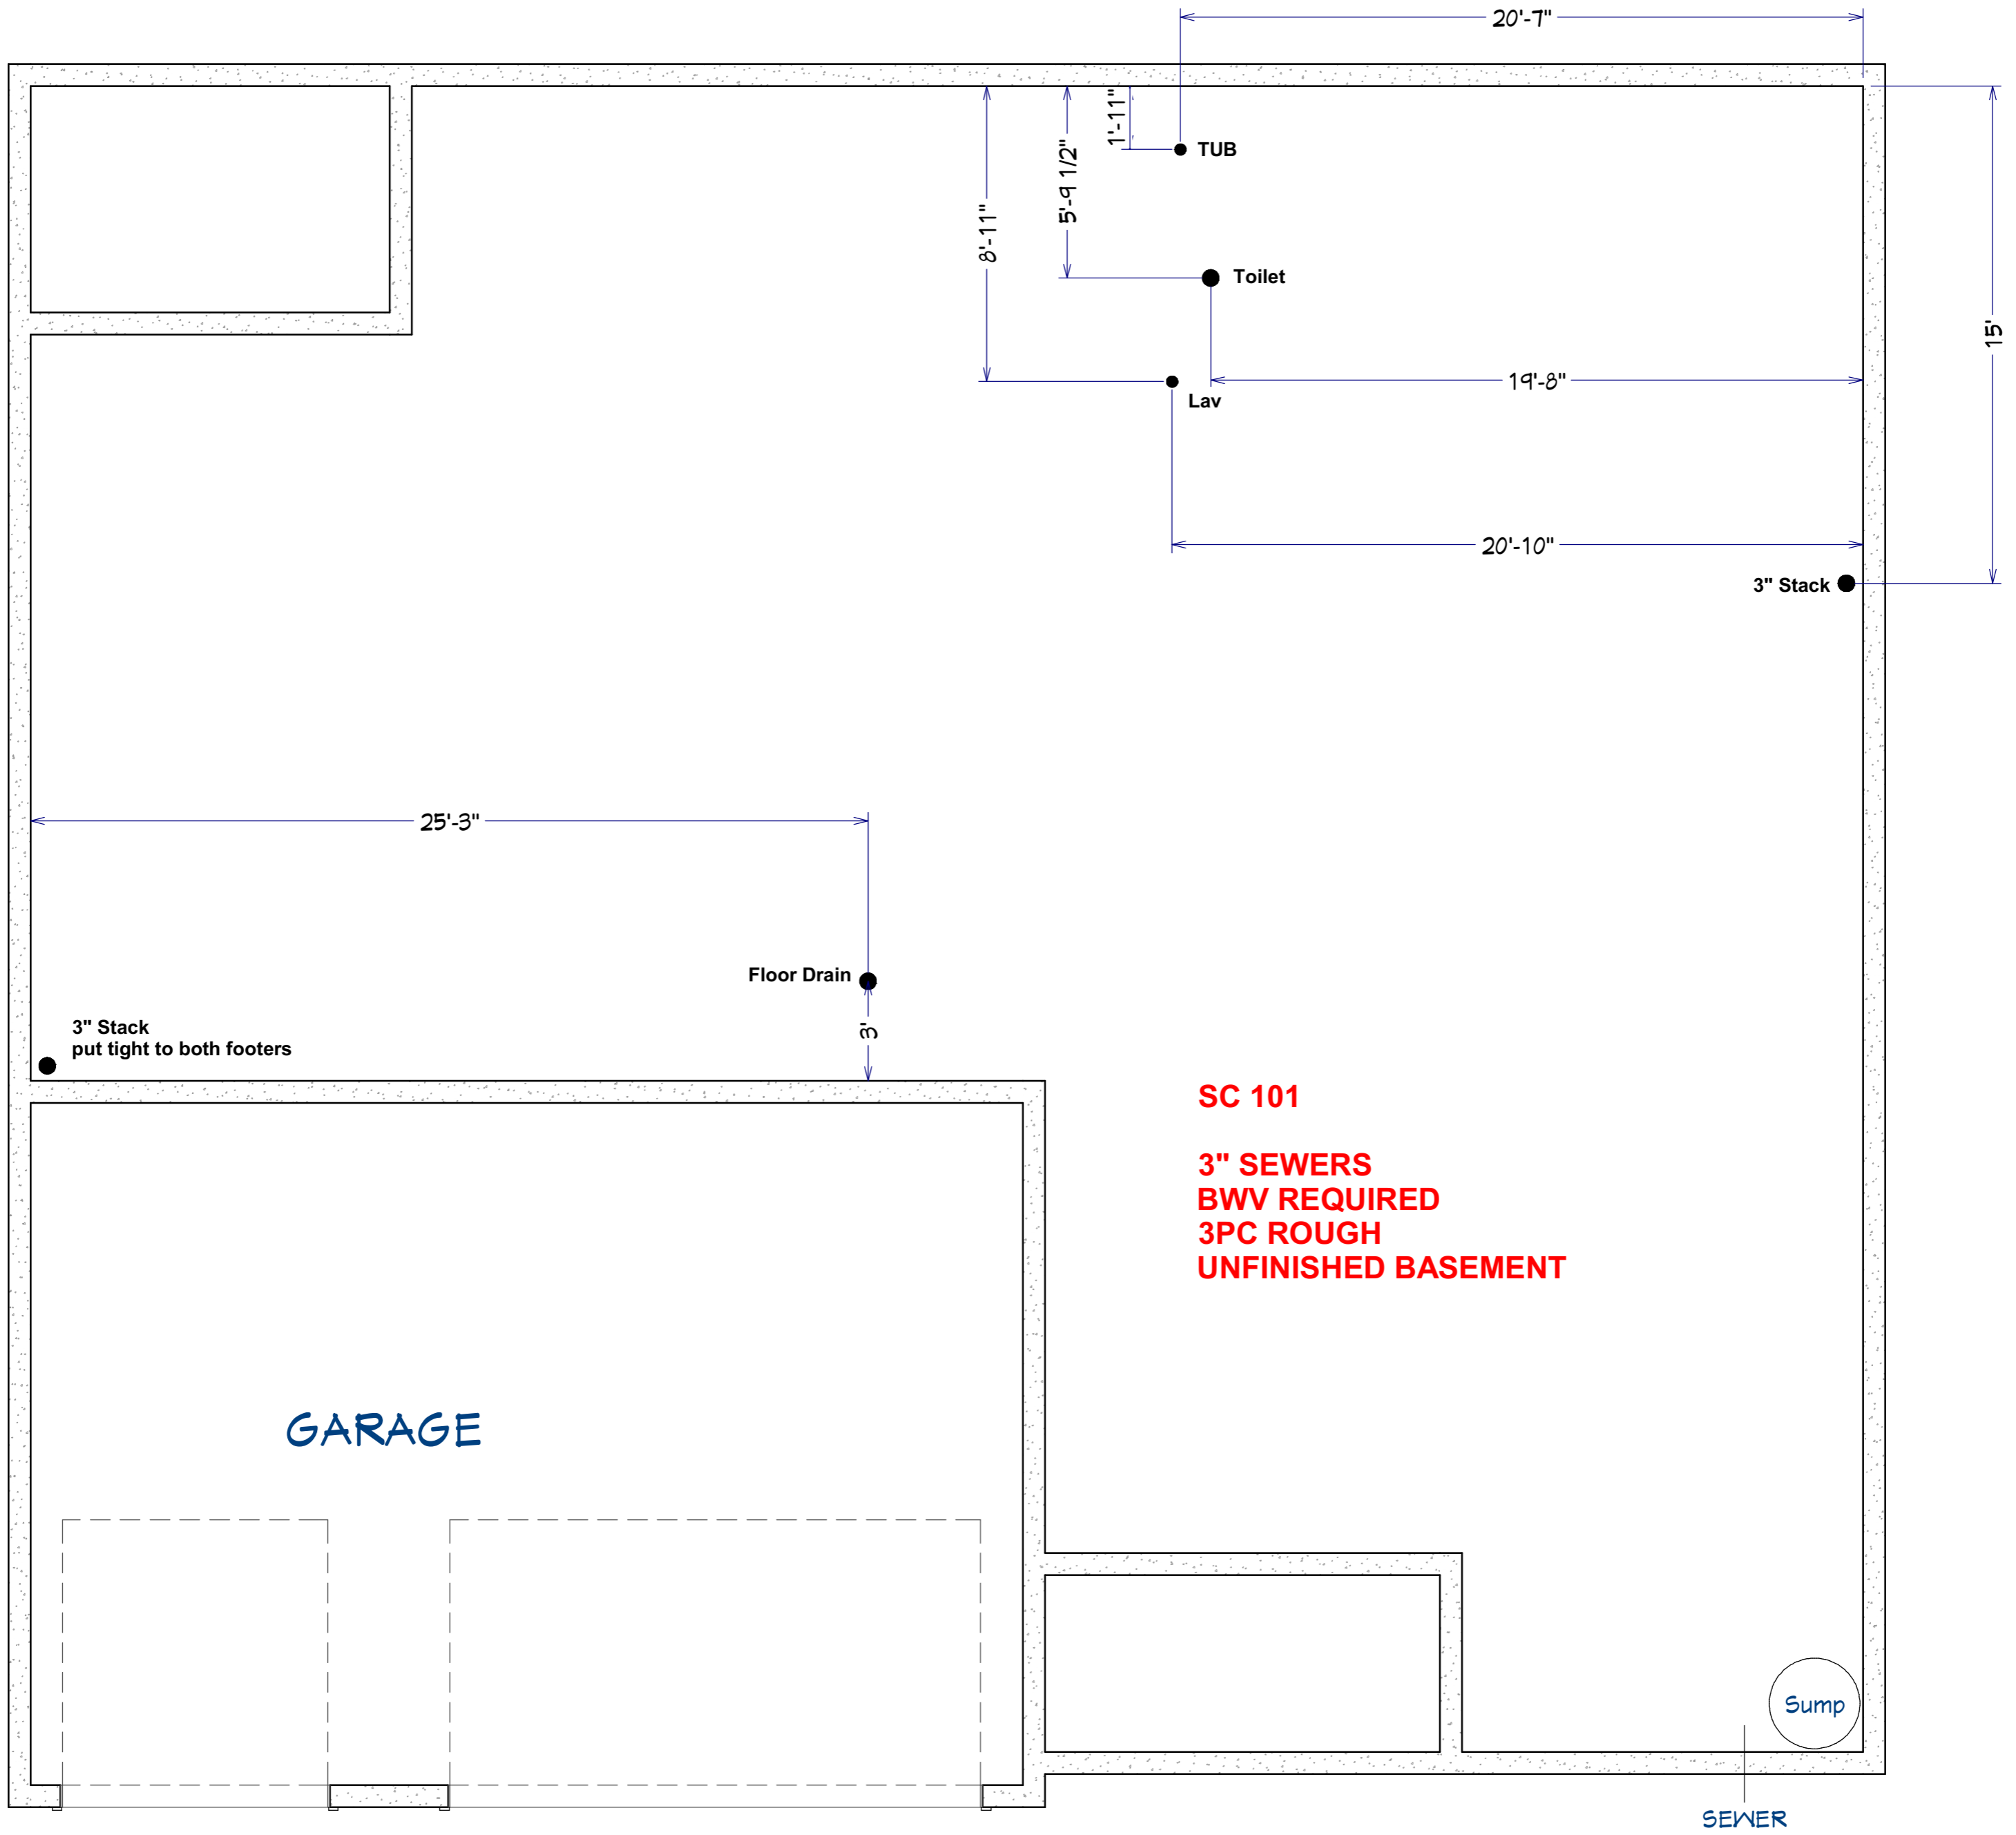 20'-7"
1'-11"
TUB
5'-9 1/2"
8'-11"
Toilet
15'
19'-8"
Lav
20'-10"
3" Stack
25'-3"
Floor Drain
3'
3" Stack
put tight to both footers
SC 101
3" SEWERS
BWV REQUIRED
3PC ROUGH
UNFINISHED BASEMENT
GARAGE
Sump
SEWER